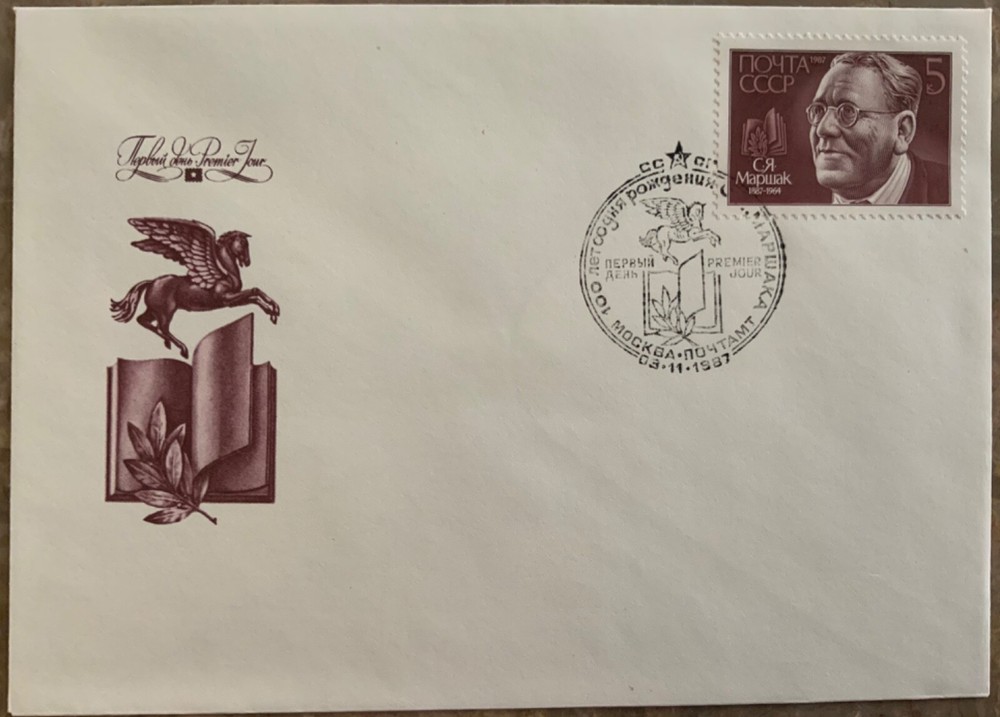 Первый день Premier Jour
ПОЧТА 1987
СССР
5
к
С.Я.
Маршак
1887-1964
100 лет со дня рождения МАРШАКА
ПЕРВЫЙ
ДЕНЬ
PREMIER
JOUR
МОСКВА • ПОЧТАМТ
03 • 11 • 1987